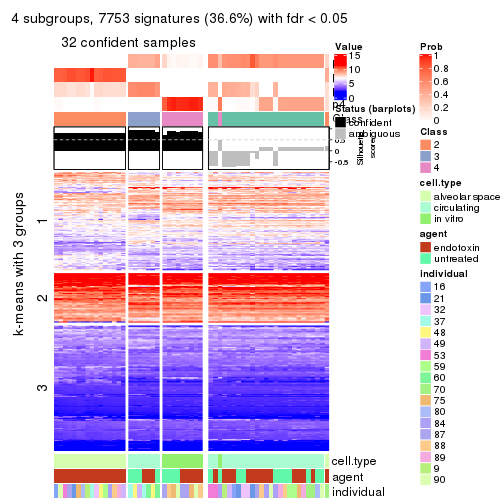 4 subgroups, 7753 signatures (36.6%) with fdr < 0.05
32 confident samples
k-means with 3 groups
1
2
3
p4
Class
cell.type
agent
individual
0.5
0
-0.5
Silhouette
score
Value
15
10
5
0
Status (barplots)
confident
ambiguous
Prob
1
0.8
0.6
0.4
0.2
0
Class
2
3
4
cell.type
alveolar space
circulating
in vitro
agent
endotoxin
untreated
individual
16
21
32
37
48
49
53
59
60
70
75
80
84
87
88
89
9
90